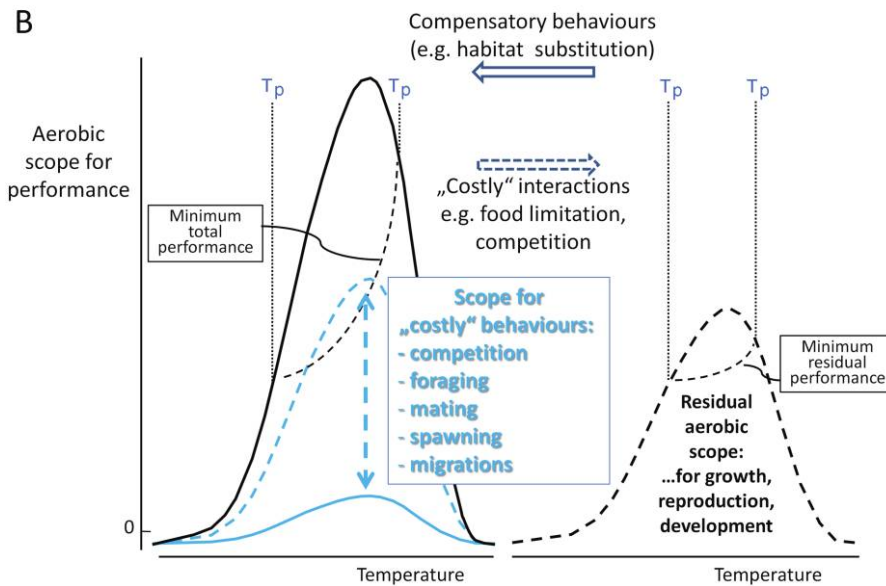 B
Compensatory behaviours
(e.g. habitat substitution)
Tp
Tp
Tp
Tp
Aerobic
scope for
performance
„Costly“ interactions
e.g. food limitation,
competition
Minimum
total
performance
Scope for
„costly“ behaviours:
- competition
- foraging
- mating
- spawning
- migrations
Minimum
residual
performance
Residual
aerobic
scope:
...for growth,
reproduction,
development
0
Temperature
Temperature